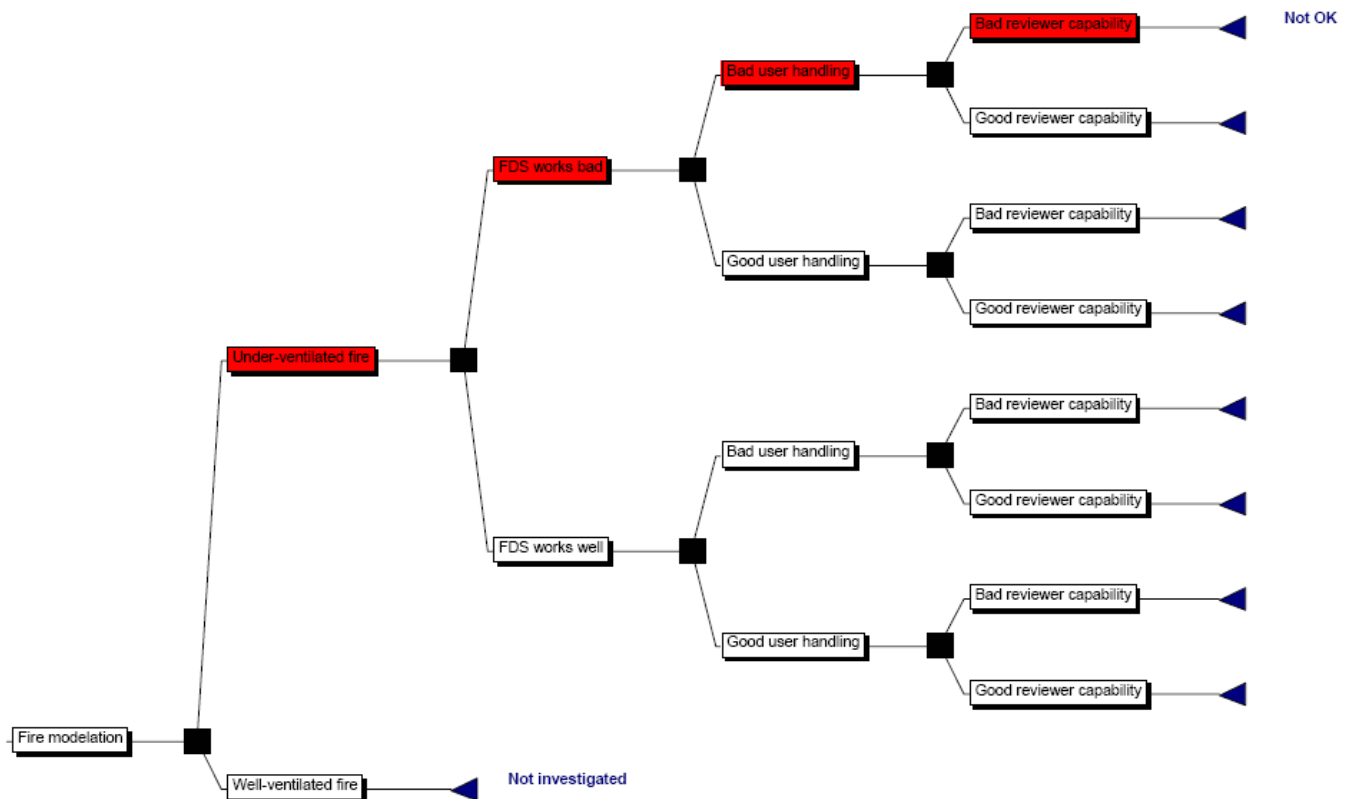 Bad reviewer capability
Not OK
Bad user handling
Good reviewer capability
FDS works bad
Bad reviewer capability
Good user handling
Good reviewer capability
Under-ventilated fire
Bad reviewer capability
Bad user handling
Good reviewer capability
FDS works well
Bad reviewer capability
Good user handling
Good reviewer capability
Fire modelation
Well-ventilated fire
Not investigated